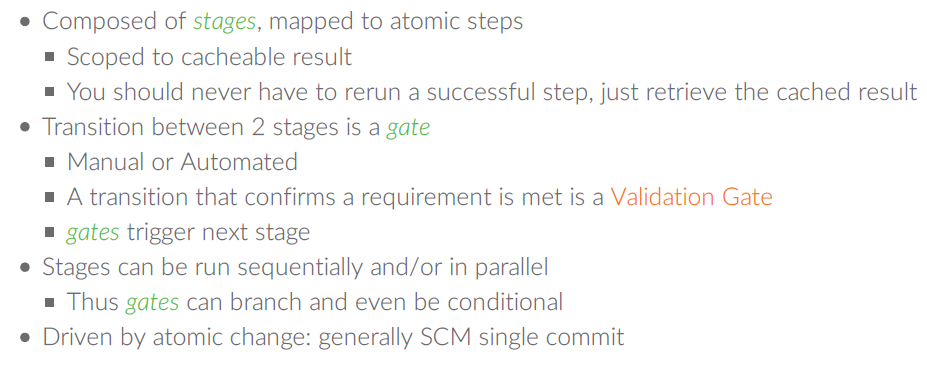 • Composed of stages, mapped to atomic steps
▪ Scoped to cacheable result
▪ You should never have to rerun a successful step, just retrieve the cached result
• Transition between 2 stages is a gate
▪ Manual or Automated
▪ A transition that confirms a requirement is met is a Validation Gate
▪ gates trigger next stage
• Stages can be run sequentially and/or in parallel
▪ Thus gates can branch and even be conditional
• Driven by atomic change: generally SCM single commit